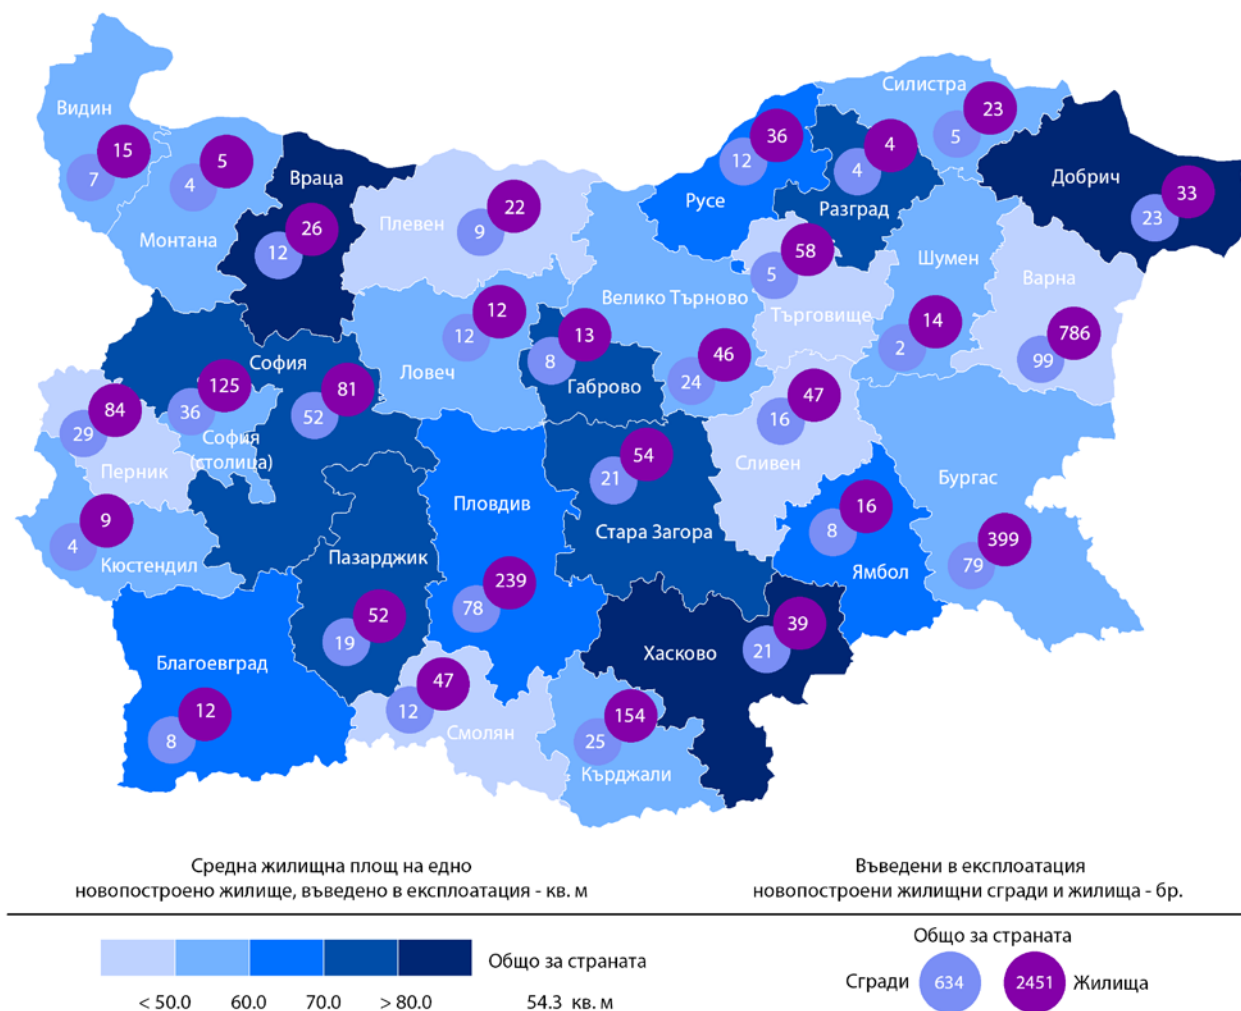 Видин
15
7
5
4
Монтана
Враца
26
12
Плевен
22
9
Русе
36
12
Разград
4
4
Силистра
23
5
Добрич
33
23
Шумен
14
2
Варна
786
99
Търговище
58
5
Велико Търново
46
24
Ловеч
12
12
Габрово
13
8
София
81
52
София
(столица)
125
36
Перник
84
29
Кюстендил
9
4
Благоевград
12
8
Пазарджик
52
19
Пловдив
239
78
Смолян
47
12
Стара Загора
54
21
Сливен
47
16
Ямбол
16
8
Бургас
399
79
Хасково
39
21
Кърджали
154
25
Средна жилищна площ на едно
новопостроено жилище, въведено в експлоатация - кв. м
Въведени в експлоатация
новопостроени жилищни сгради и жилища - бр.
Общо за страната
< 50.0 60.0 70.0 > 80.0 54.3 кв. м
Общо за страната
Сгради 634 2451 Жилища